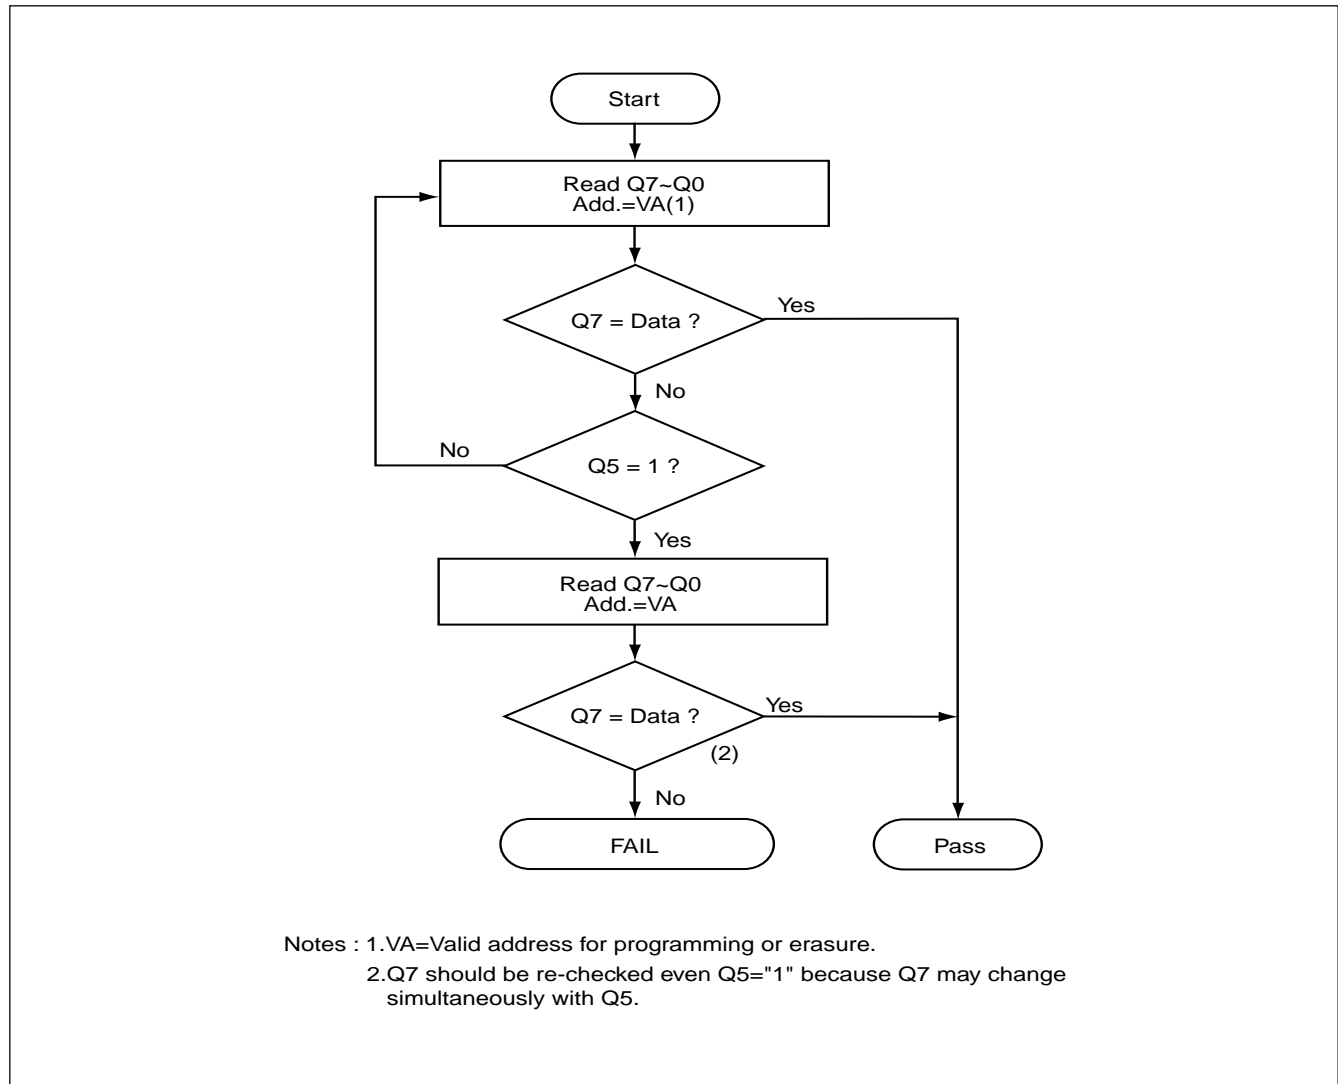 Start
Read Q7~Q0
Add.=VA(1)
Q7 = Data ?
Yes
No
No
Q5 = 1 ?
Yes
Read Q7~Q0
Add.=VA
Q7 = Data ?
Yes
(2)
No
FAIL
Pass
Notes : 1.VA=Valid address for programming or erasure.
2.Q7 should be re-checked even Q5="1" because Q7 may change
simultaneously with Q5.